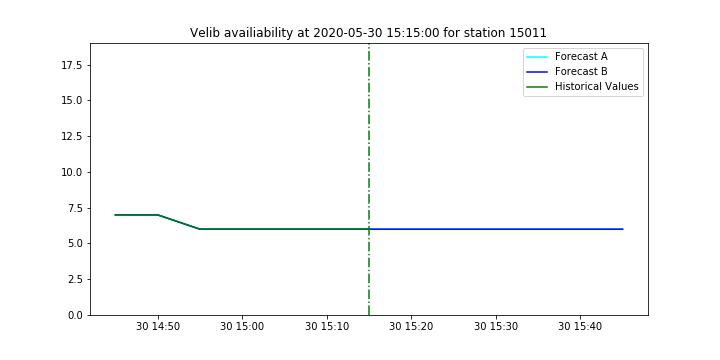 Velib availiability at 2020-05-30 15:15:00 for station 15011
Forecast A
Forecast B
Historical Values
17.5
15.0
12.5
10.0
7.5
5.0
2.5
0.0
30 14:50 30 15:00 30 15:10 30 15:20 30 15:30 30 15:40